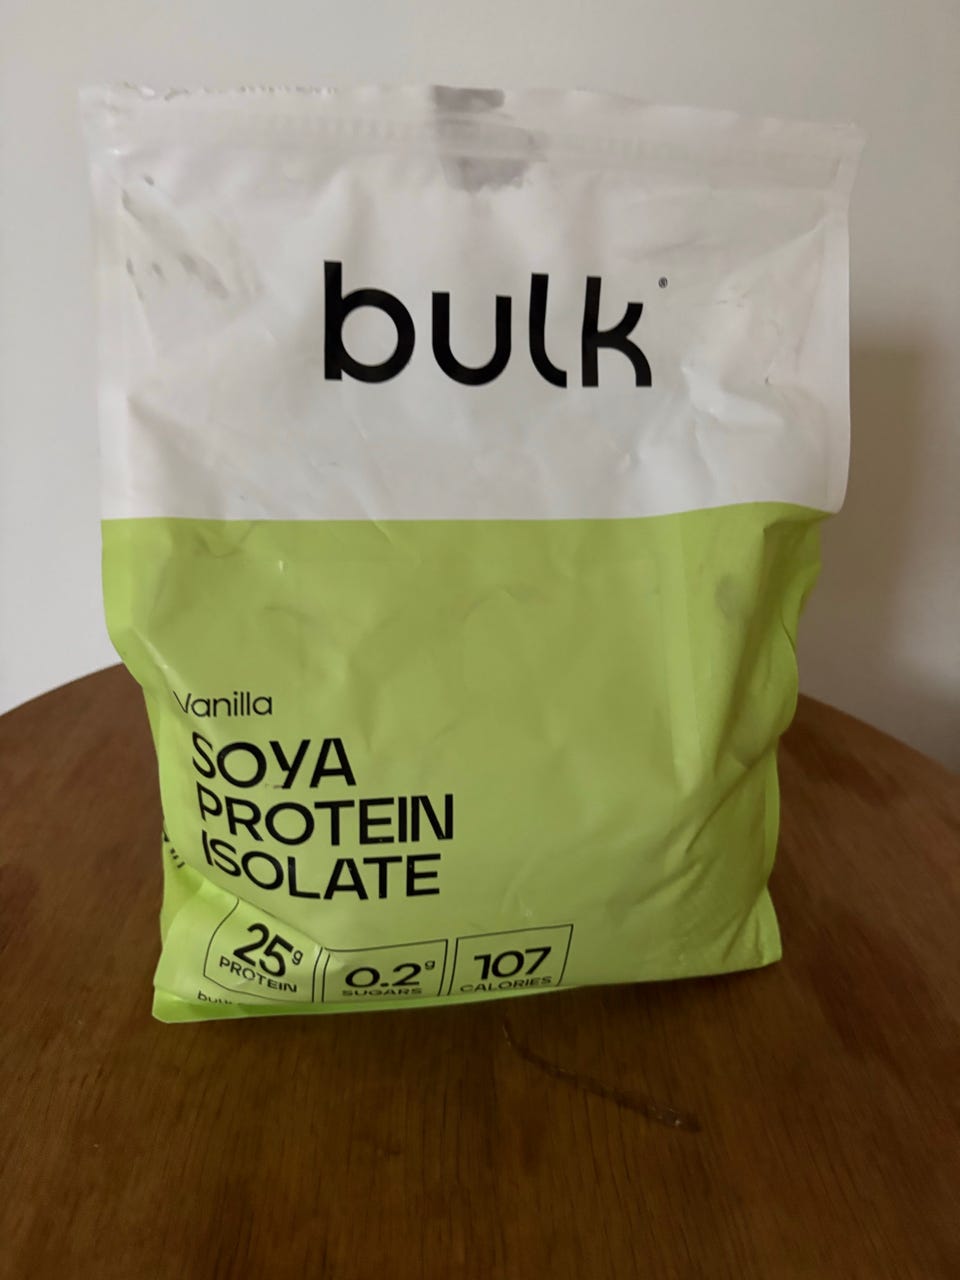 bulk®
Vanilla
SOYA
PROTEIN
ISOLATE
25g
PROTEIN
0.2g
SUGARS
107
CALORIES